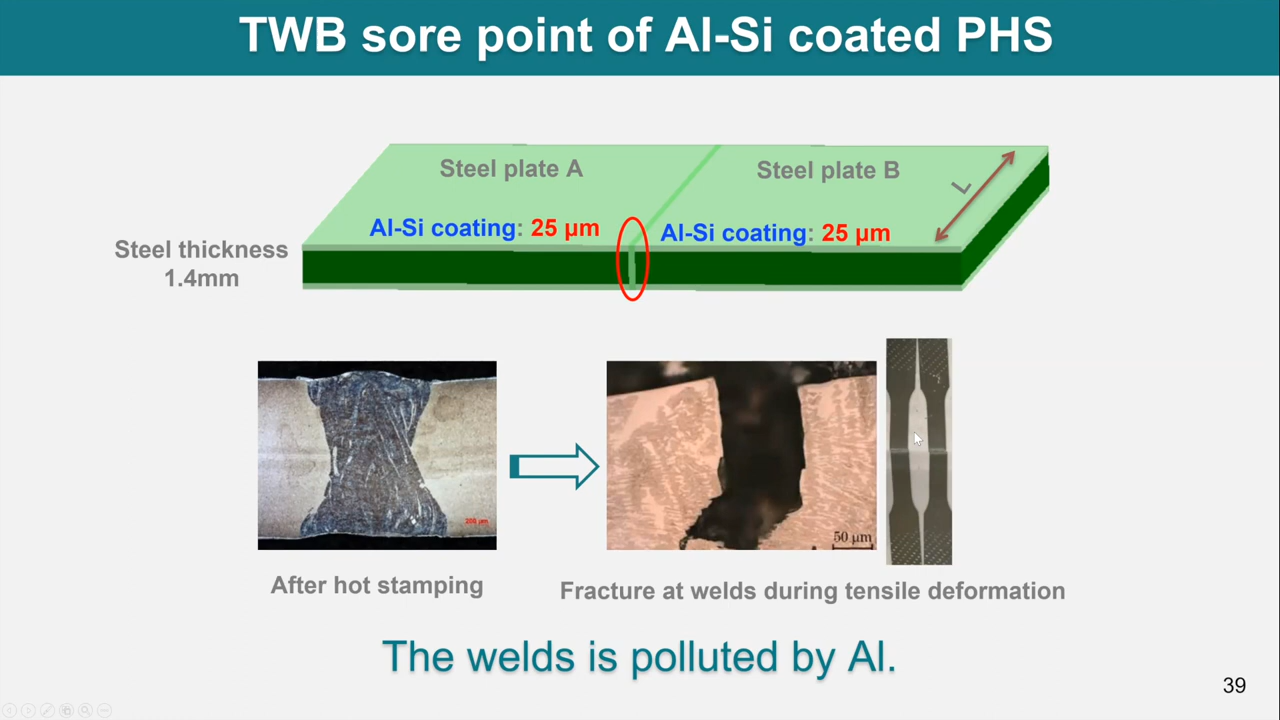 TWB sore point of Al-Si coated PHS
Steel plate A
Steel plate B
L
Al-Si coating: 25 μm
Al-Si coating: 25 μm
Steel thickness
1.4mm
200 μm
50 μm
After hot stamping
Fracture at welds during tensile deformation
The welds is polluted by Al.
39